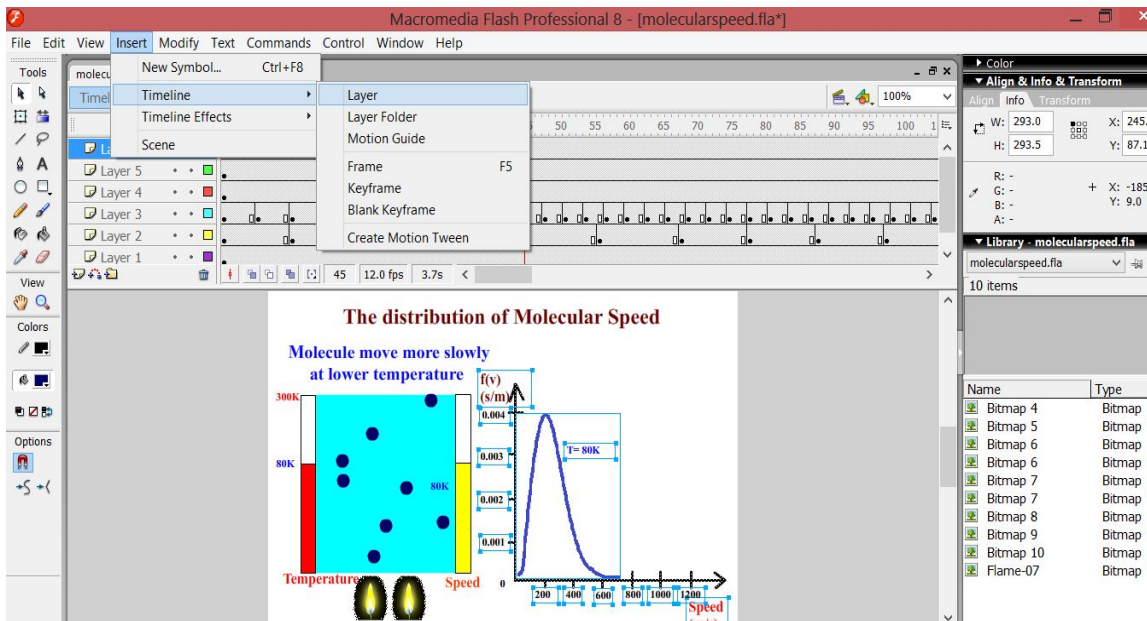 Macromedia Flash Professional 8 - [molecularspeed.fla*]
File Edit View Insert Modify Text Commands Control Window Help
Tools
View
Colors
Options
molecu
Timel
100%
New Symbol... Ctrl+F8
Timeline
Timeline Effects
Scene
Layer
Layer Folder
Motion Guide
Frame F5
Keyframe
Blank Keyframe
Create Motion Tween
50 55 60 65 70 75 80 85 90 95 100 1
La
Layer 5
Layer 4
Layer 3
Layer 2
Layer 1
45 12.0 fps 3.7s
The distribution of Molecular Speed
Molecule move more slowly
at lower temperature
300K
80K
80K
Temperature
Speed
f(v)
(s/m)
0.004
0.003
0.002
0.001
0
T= 80K
200 400 600 800 1000 1200
Speed
Color
Align & Info & Transform
Align Info Transform
W: 293.0 X: 245.
H: 293.5 Y: 87.1
R: -
G: - + X: -185
B: - Y: 9.0
A: -
Library - molecularspeed.fla
molecularspeed.fla
10 items
Name Type
Bitmap 4 Bitmap
Bitmap 5 Bitmap
Bitmap 6 Bitmap
Bitmap 6 Bitmap
Bitmap 7 Bitmap
Bitmap 7 Bitmap
Bitmap 8 Bitmap
Bitmap 9 Bitmap
Bitmap 10 Bitmap
Flame-07 Bitmap